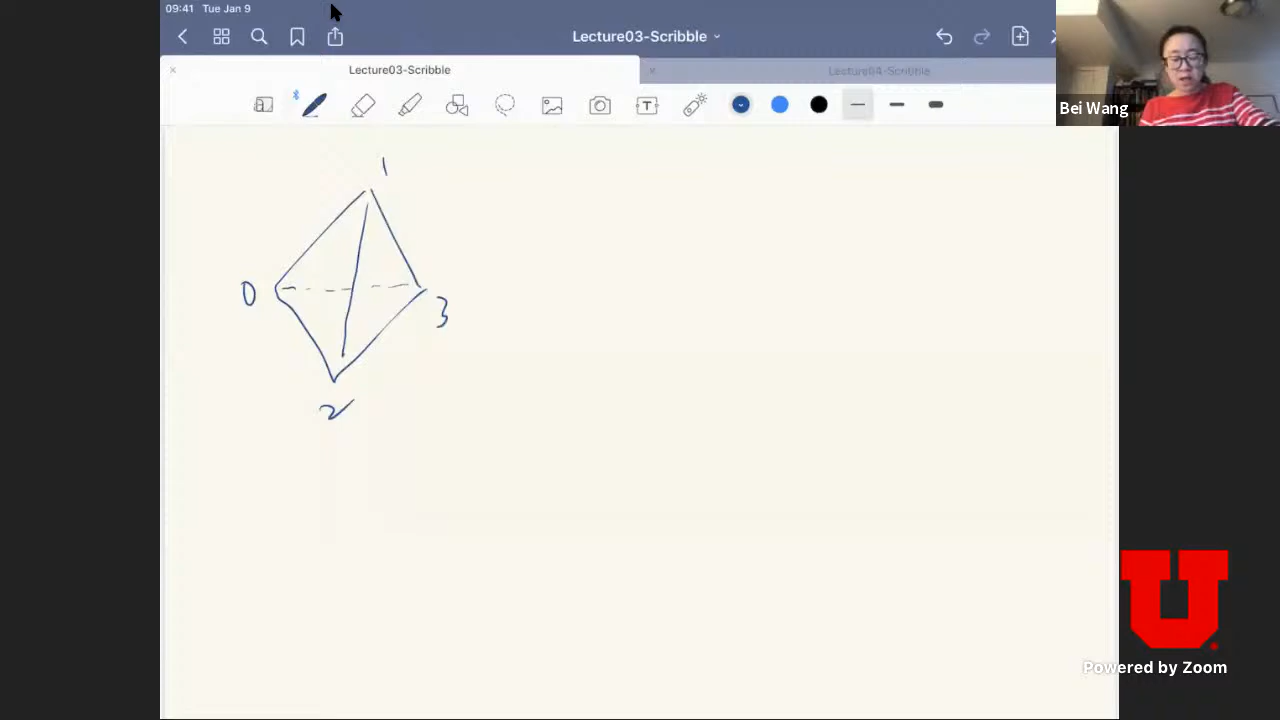 09:41 Tue Jan 9
Lecture03-Scribble
Lecture03-Scribble
Lecture04-Scribble
Bei Wang
1
0
3
2
U
Powered by Zoom